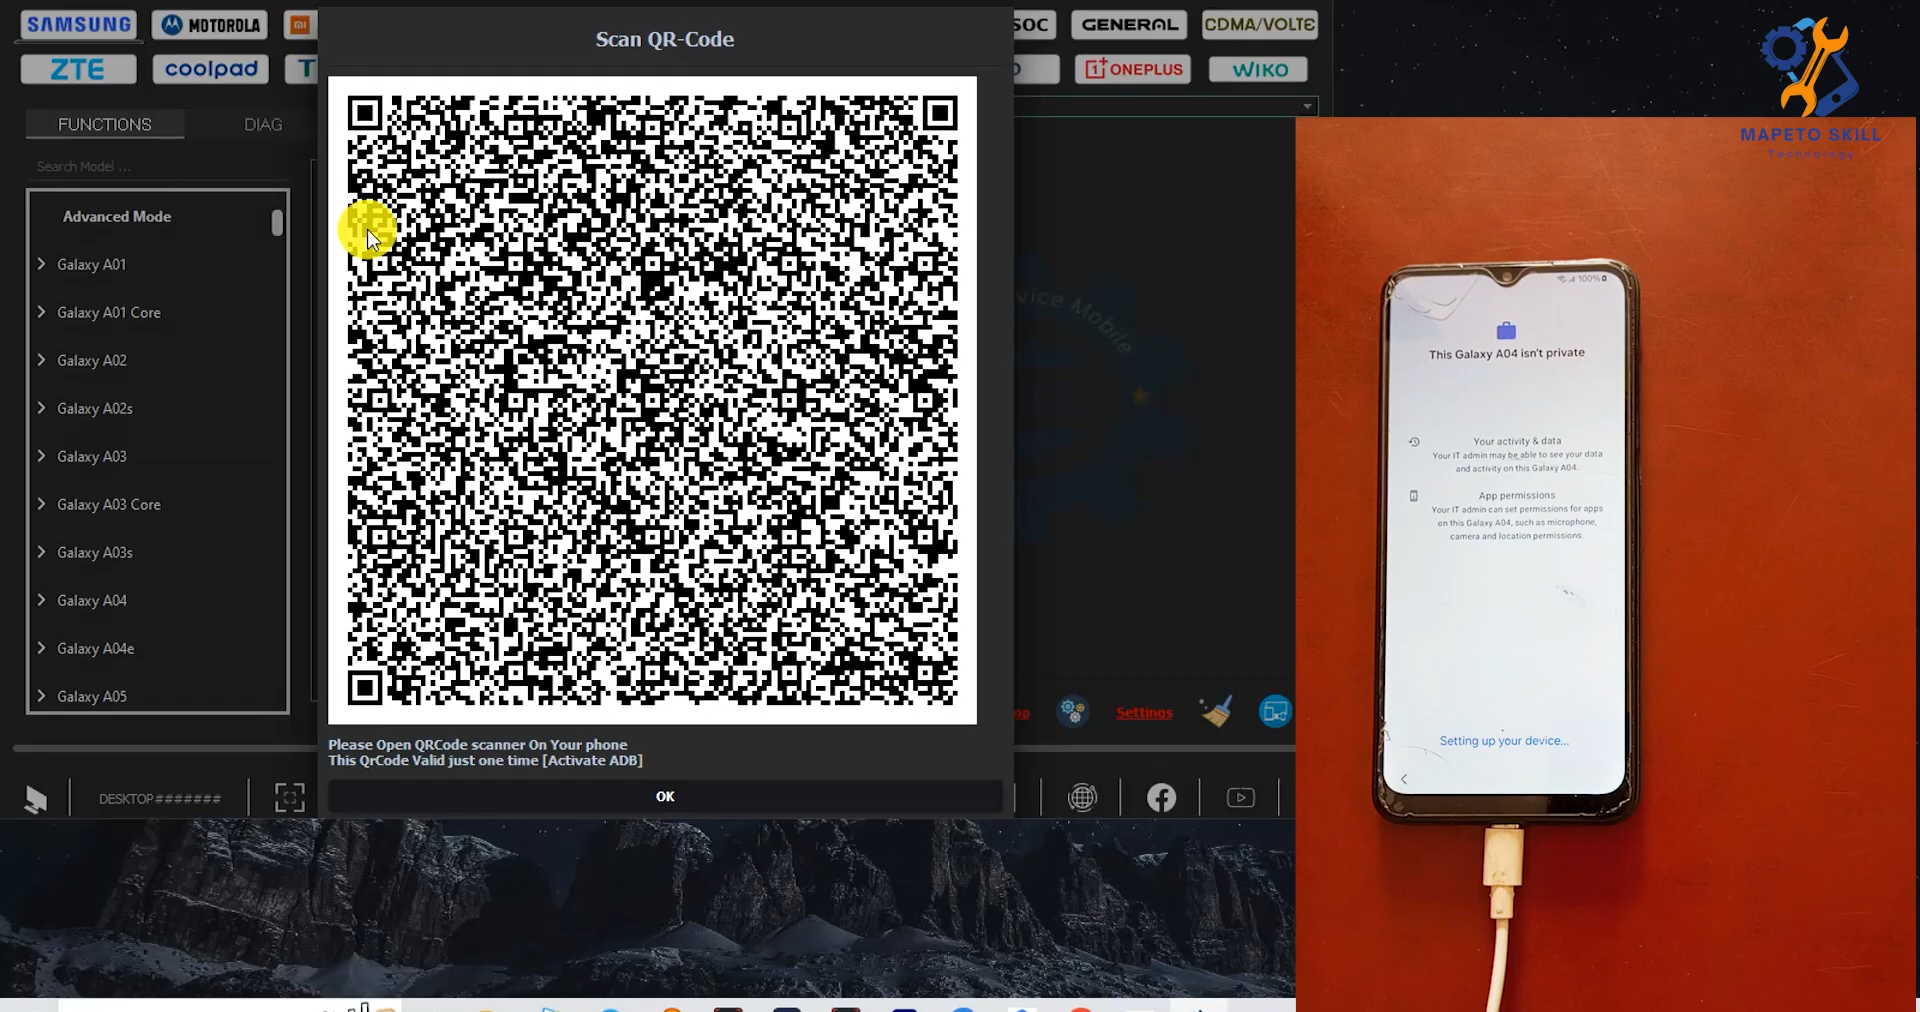 SAMSUNG
MOTOROLA
SOC
GENERAL
CDMA/VOLTE
ZTE
coolpad
ONEPLUS
WIKO
Scan QR-Code
FUNCTIONS
DIAG
Search Model ...
Advanced Mode
Galaxy A01
Galaxy A01 Core
Galaxy A02
Galaxy A02s
Galaxy A03
Galaxy A03 Core
Galaxy A03s
Galaxy A04
Galaxy A04e
Galaxy A05
Mobile
Settings
Please Open QRCode scanner On Your phone
This QrCode Valid just one time [Activate ADB]
OK
DESKTOP#######
MAPETO SKILL
Technology
100%
This Galaxy A04 isn't private
Your activity & data
Your IT admin may be able to see your data
and activity on this Galaxy A04.
App permissions
Your IT admin can set permissions for apps
on this Galaxy A04, such as microphone,
camera and location permissions.
Setting up your device...